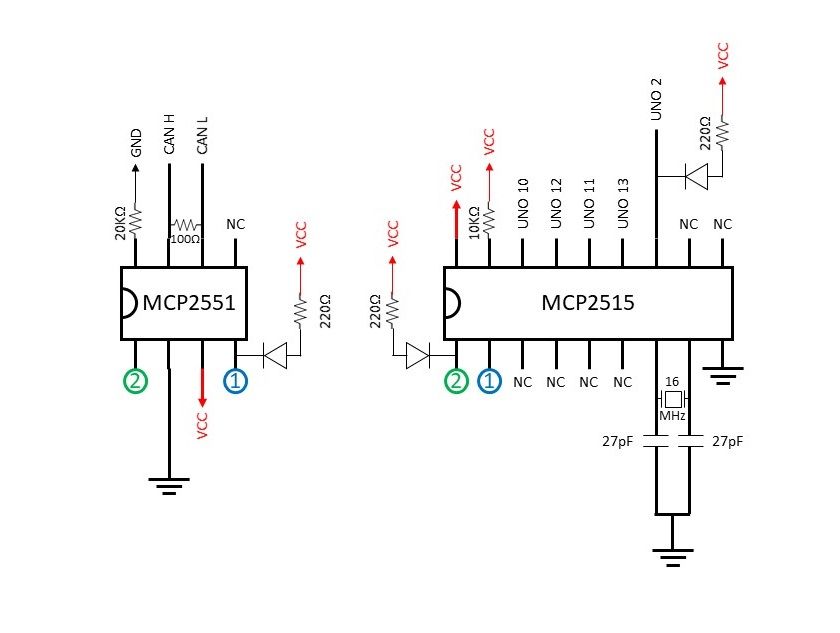 VCC
UNO 2
220Ω
GND
CAN H
CAN L
VCC
VCC
UNO 10
UNO 12
UNO 11
UNO 13
20KΩ
100Ω
NC
VCC
VCC
10KΩ
NC
NC
MCP2551
220Ω
220Ω
MCP2515
2
1
2
1
NC
NC
NC
NC
16
MHz
VCC
27pF
27pF